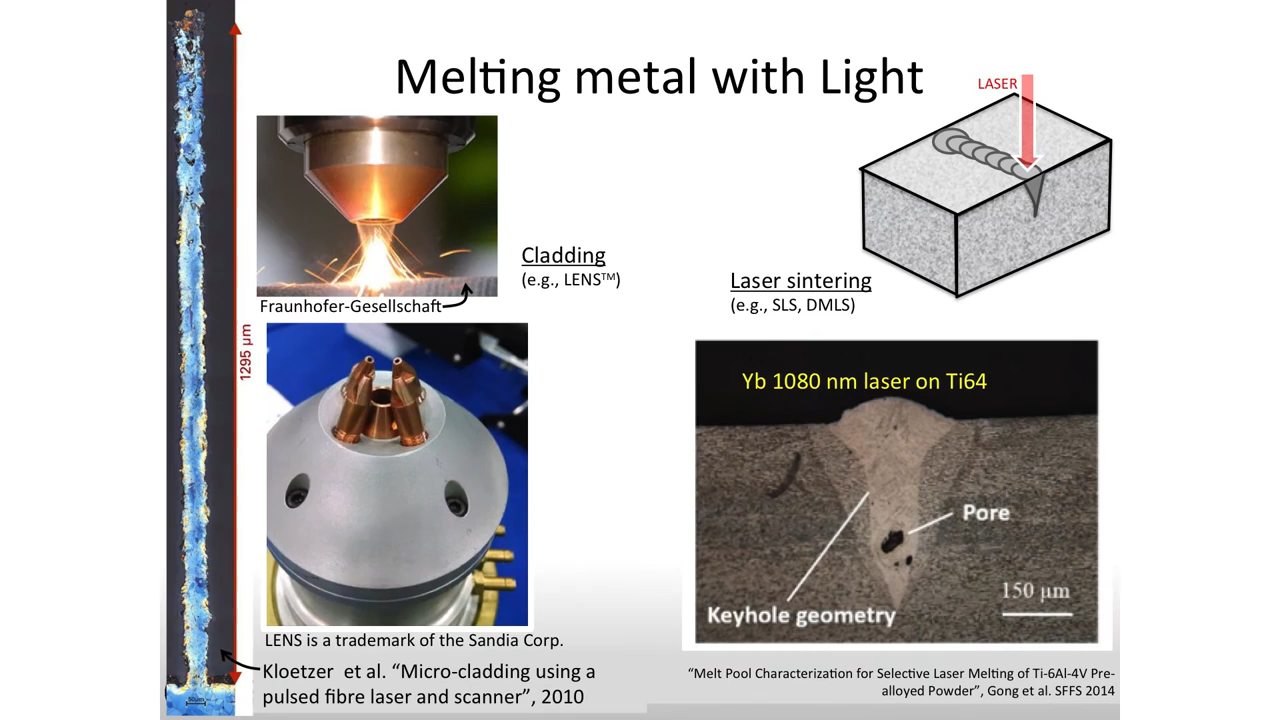 Melting metal with Light
LASER
Cladding
(e.g., LENS™)
Fraunhofer-Gesellschaft
Laser sintering
(e.g., SLS, DMLS)
1295 µm
Yb 1080 nm laser on Ti64
Pore
150 µm
Keyhole geometry
LENS is a trademark of the Sandia Corp.
Kloetzer et al. “Micro-cladding using a
pulsed fibre laser and scanner”, 2010
“Melt Pool Characterization for Selective Laser Melting of Ti-6Al-4V Pre-
alloyed Powder”, Gong et al. SFFS 2014